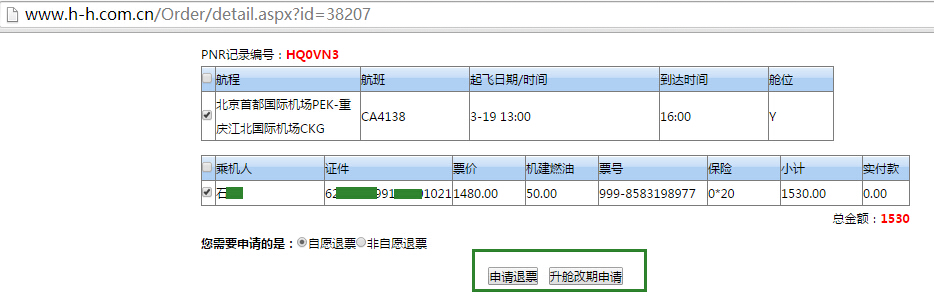 www.h-h.com.cn/Order/detail.aspx?id=38207
PNR记录编号：HQ0VN3
航程 航班 起飞日期/时间 到达时间 舱位
北京首都国际机场PEK-重庆江北国际机场CKG CA4138 3-19 13:00 16:00 Y
乘机人 证件 票价 机建燃油 票号 保险 小计 实付款
石 62 991 01021 1480.00 50.00 999-8583198977 0*20 1530.00 0.00
总金额：1530
您需要申请的是：自愿退票 非自愿退票
申请退票 升舱改期申请